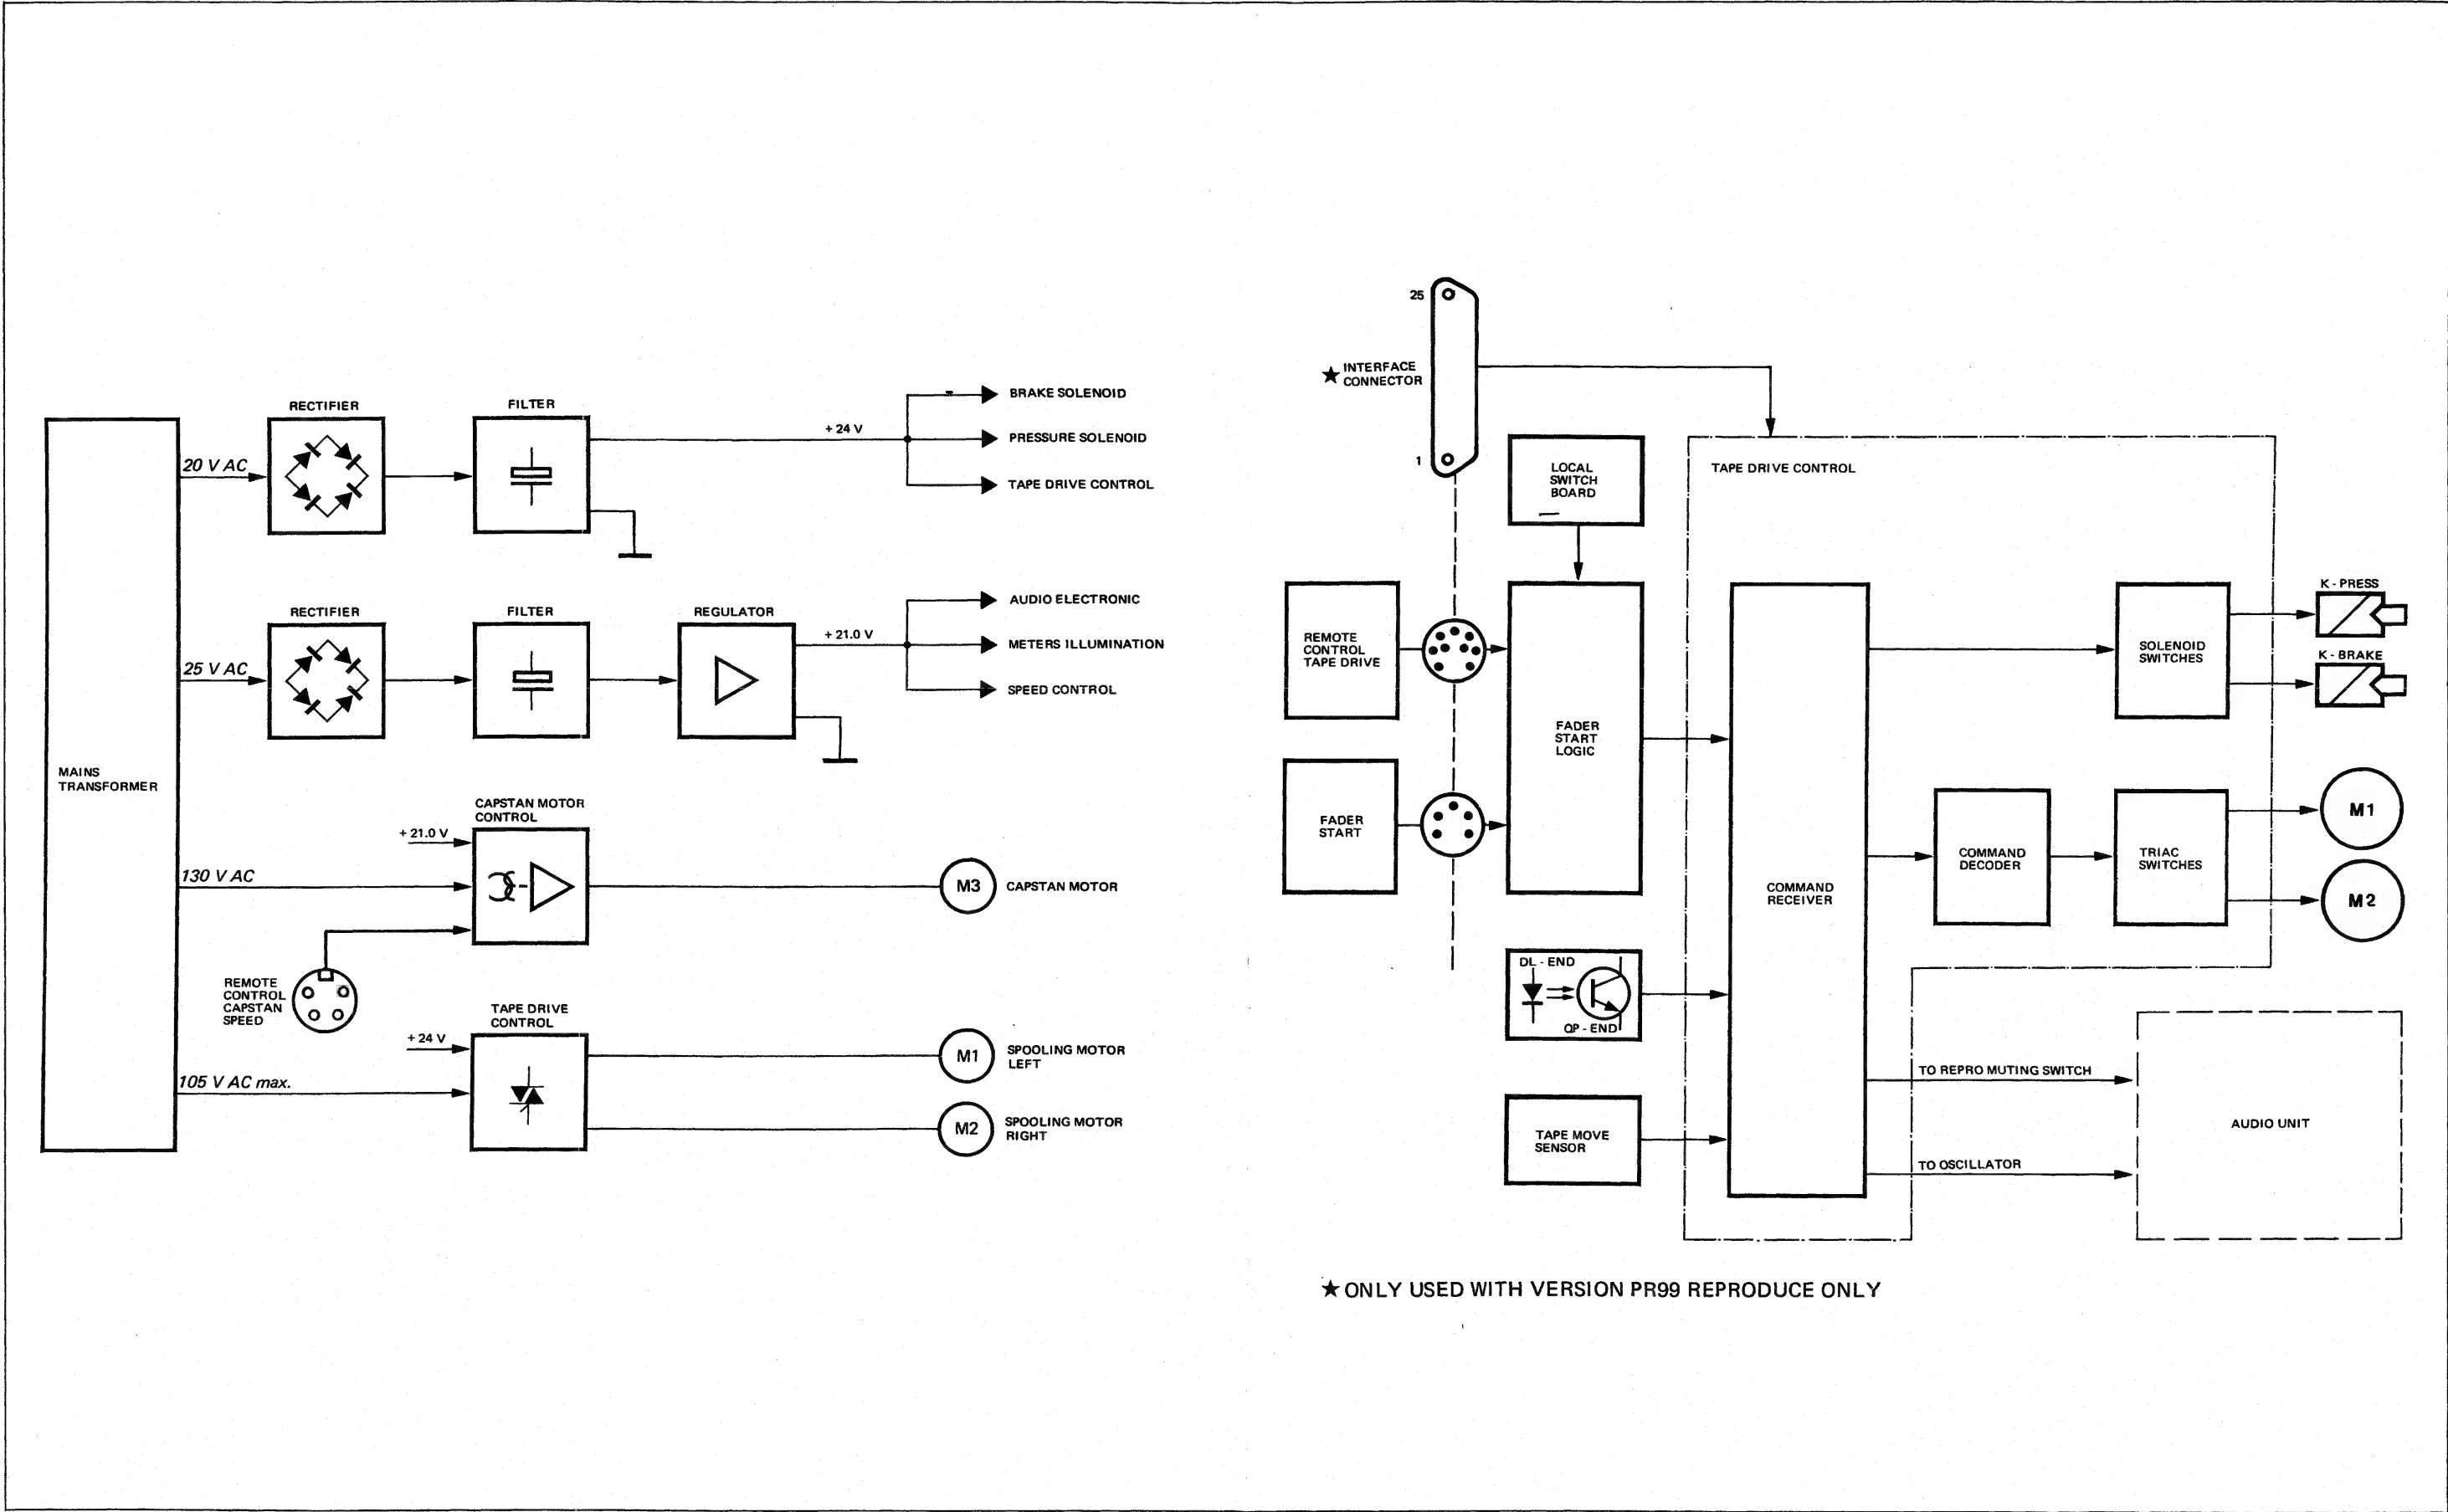 MAINS
TRANSFORMER
20 V AC
RECTIFIER
FILTER
+ 24 V
BRAKE SOLENOID
PRESSURE SOLENOID
TAPE DRIVE CONTROL
25 V AC
RECTIFIER
FILTER
REGULATOR
+ 21.0 V
AUDIO ELECTRONIC
METERS ILLUMINATION
SPEED CONTROL
130 V AC
CAPSTAN MOTOR
CONTROL
+ 21.0 V
M3
CAPSTAN MOTOR
REMOTE
CONTROL
CAPSTAN
SPEED
105 V AC max.
TAPE DRIVE
CONTROL
+ 24 V
M1
SPOOLING MOTOR
LEFT
M2
SPOOLING MOTOR
RIGHT
25
★ INTERFACE
CONNECTOR
1
LOCAL
SWITCH
BOARD
REMOTE
CONTROL
TAPE DRIVE
FADER
START
FADER
START
LOGIC
DL - END
QP - END
TAPE MOVE
SENSOR
TAPE DRIVE CONTROL
COMMAND
RECEIVER
SOLENOID
SWITCHES
K - PRESS
K - BRAKE
COMMAND
DECODER
TRIAC
SWITCHES
M1
M2
TO REPRO MUTING SWITCH
TO OSCILLATOR
AUDIO UNIT
★ ONLY USED WITH VERSION PR99 REPRODUCE ONLY